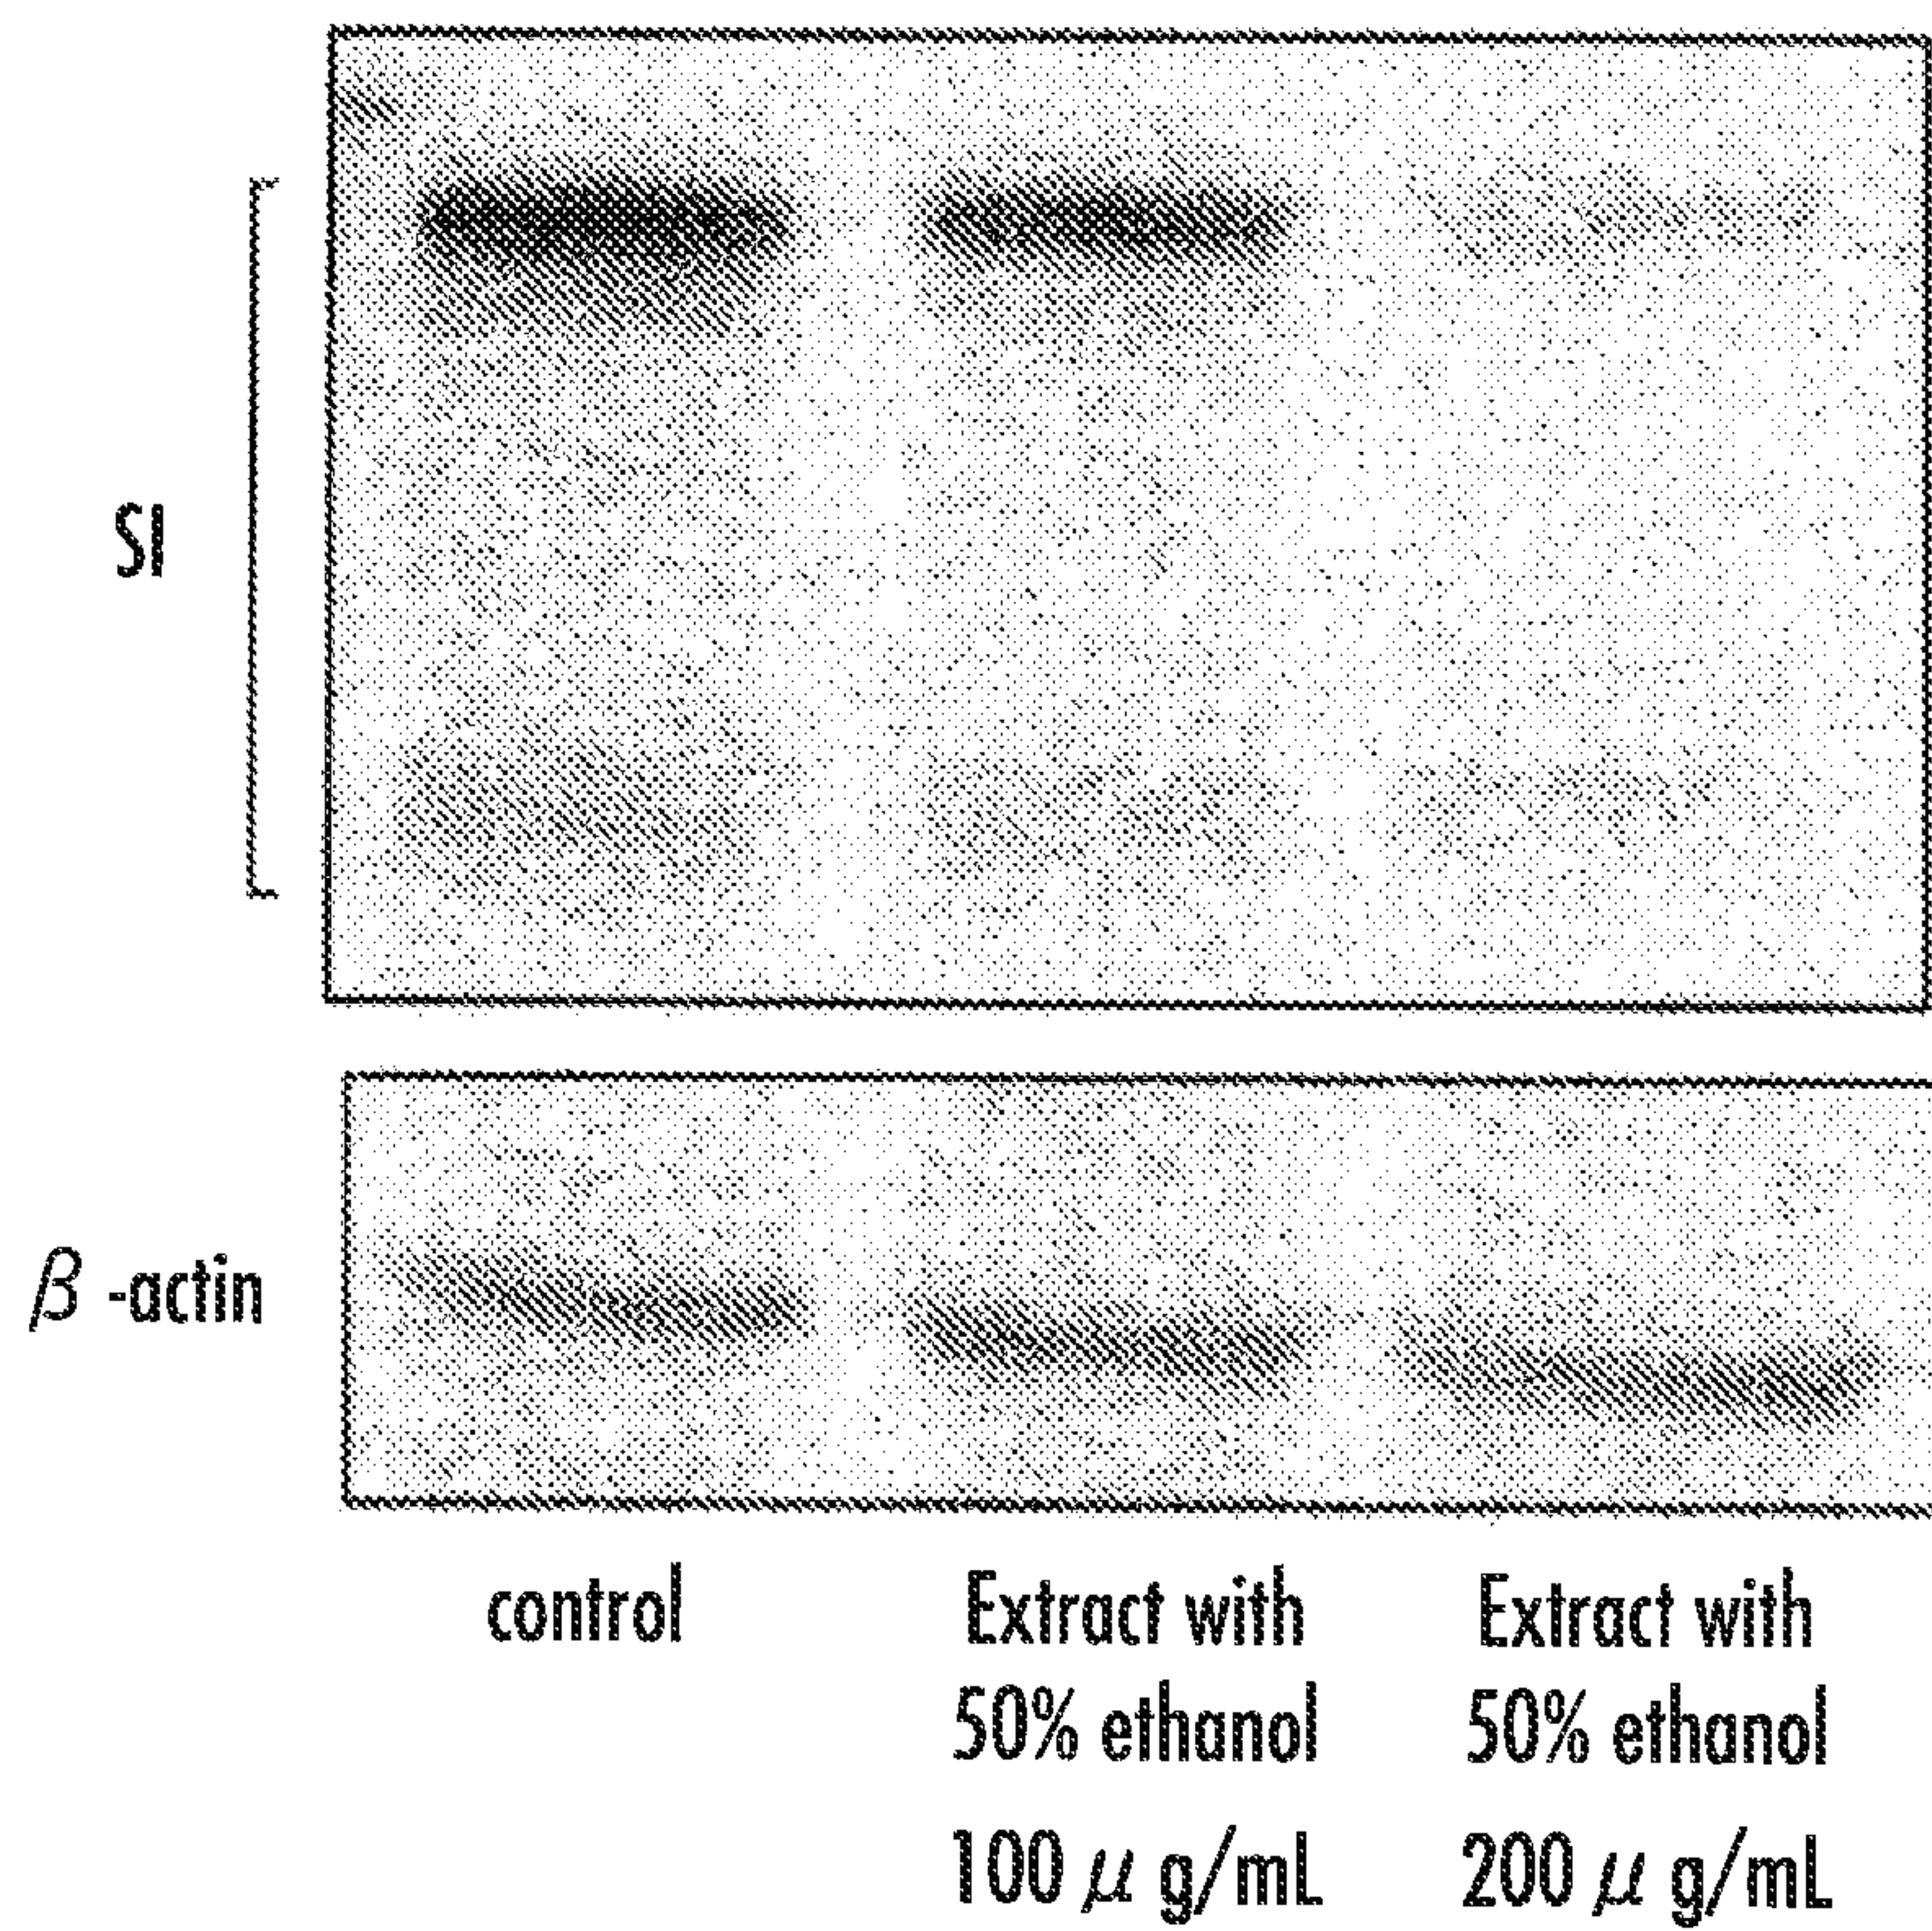 SI
β -actin
control
Extract with
50% ethanol
100 μ g/mL
Extract with
50% ethanol
200 μ g/mL